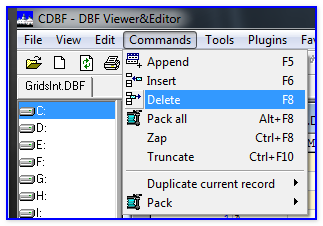 CDBF - DBF Viewer&Editor
File View Edit Commands Tools Plugins
GridsInt.DBF
Append F5
Insert F6
Delete F8
Pack all Alt+F8
Zap Ctrl+F8
Truncate Ctrl+F10
Duplicate current record
Pack
C:
D:
E:
F:
G:
H:
I: